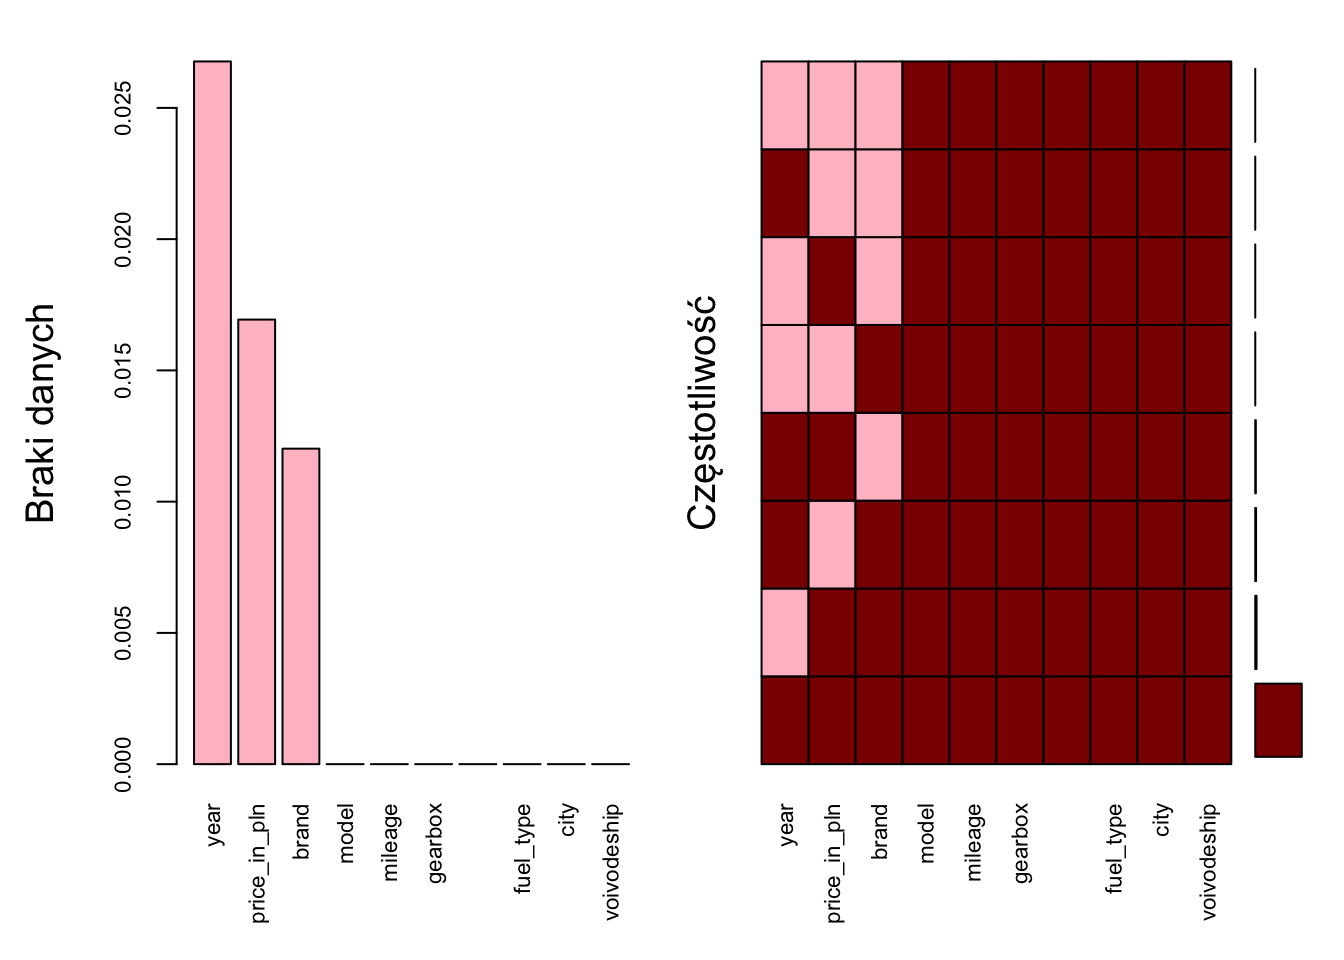 Braki danych
0.000
0.005
0.010
0.015
0.020
0.025
year
price_in_pln
brand
model
mileage
gearbox
fuel_type
city
voivodeship
Częstotliwość
year
price_in_pln
brand
model
mileage
gearbox
fuel_type
city
voivodeship